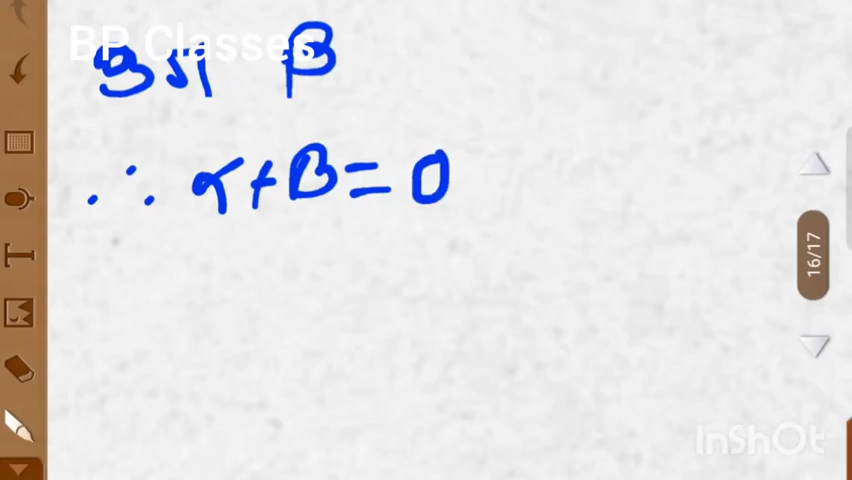 BP Classes
β
∴ α+β=0
16/17
InShOt